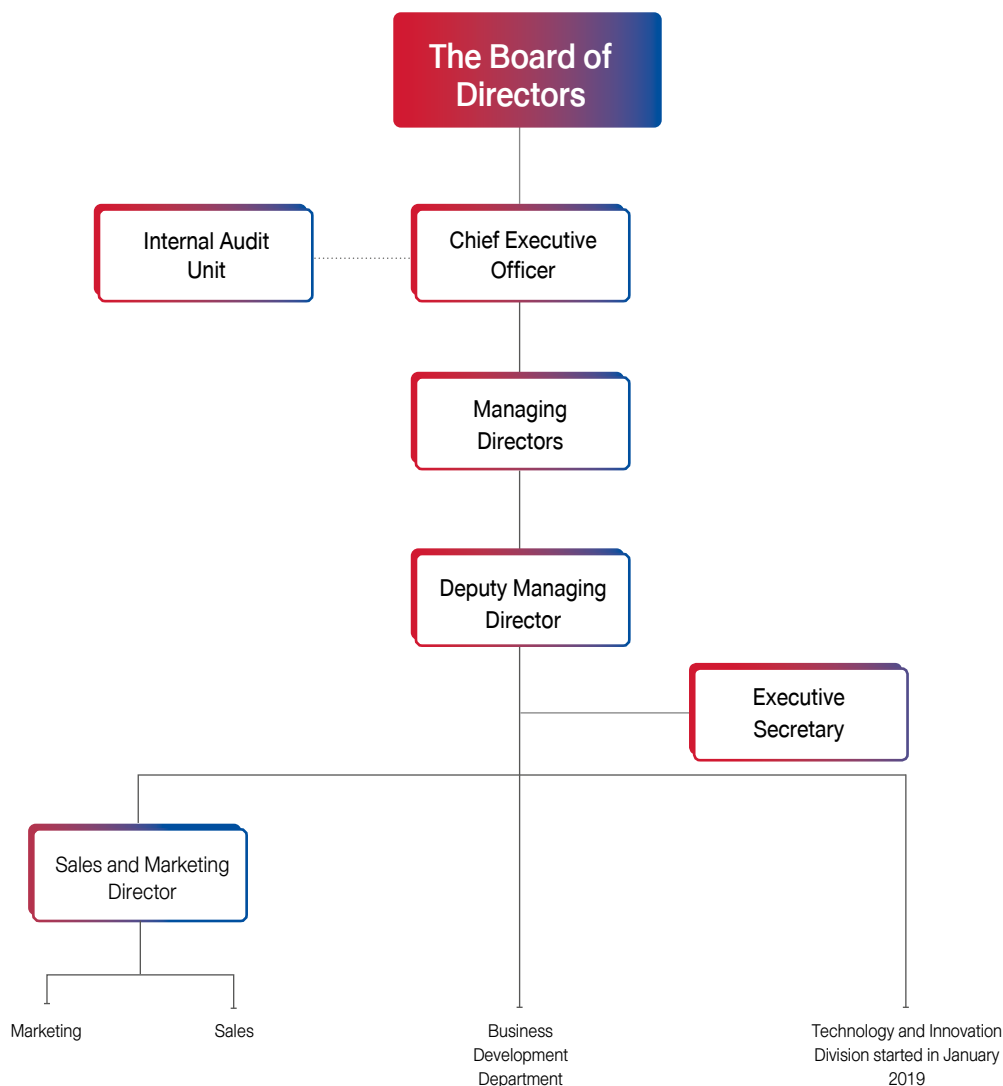 The Board of
Directors
Internal Audit
Unit
Chief Executive
Officer
Managing
Directors
Deputy Managing
Director
Executive
Secretary
Sales and Marketing
Director
Marketing
Sales
Business
Development
Department
Technology and Innovation
Division started in January
2019